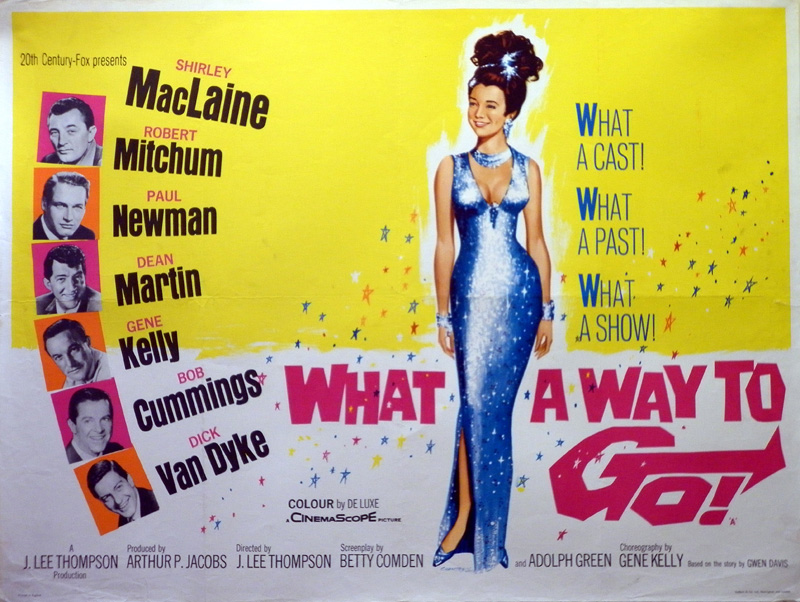 20th Century-Fox presents
SHIRLEY
MacLaine
ROBERT
Mitchum
PAUL
Newman
DEAN
Martin
GENE
Kelly
BOB
Cummings
DICK
Van Dyke
WHAT
A CAST!
WHAT
A PAST!
WHAT
A SHOW!
WHAT A WAY TO
GO!
'A'
COLOUR by DE LUXE
A CINEMASCOPE PICTURE
A
J. LEE THOMPSON
Production
Produced by
ARTHUR P. JACOBS
Directed by
J. LEE THOMPSON
Screenplay by
BETTY COMDEN
and ADOLPH GREEN
Choreography by
GENE KELLY
Based on the story by GWEN DAVIS